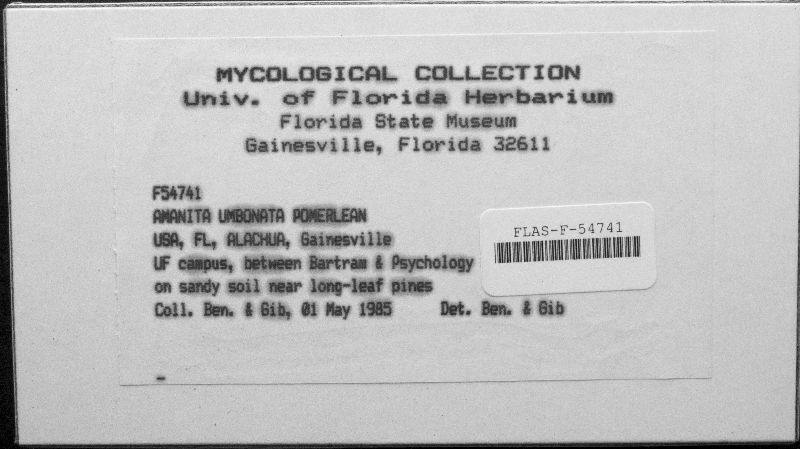 MYCOLOGICAL COLLECTION
Univ. of Florida Herbarium
Florida State Museum
Gainesville, Florida 32611
F54741
AMANITA UMBONATA POMERLEAN
USA, FL, ALACHUA, Gainesville
UF campus, between Bartram & Psychology
on sandy soil near long-leaf pines
Coll. Ben. & Gib, 01 May 1985 Det. Ben. & Gib
FLAS-F-54741